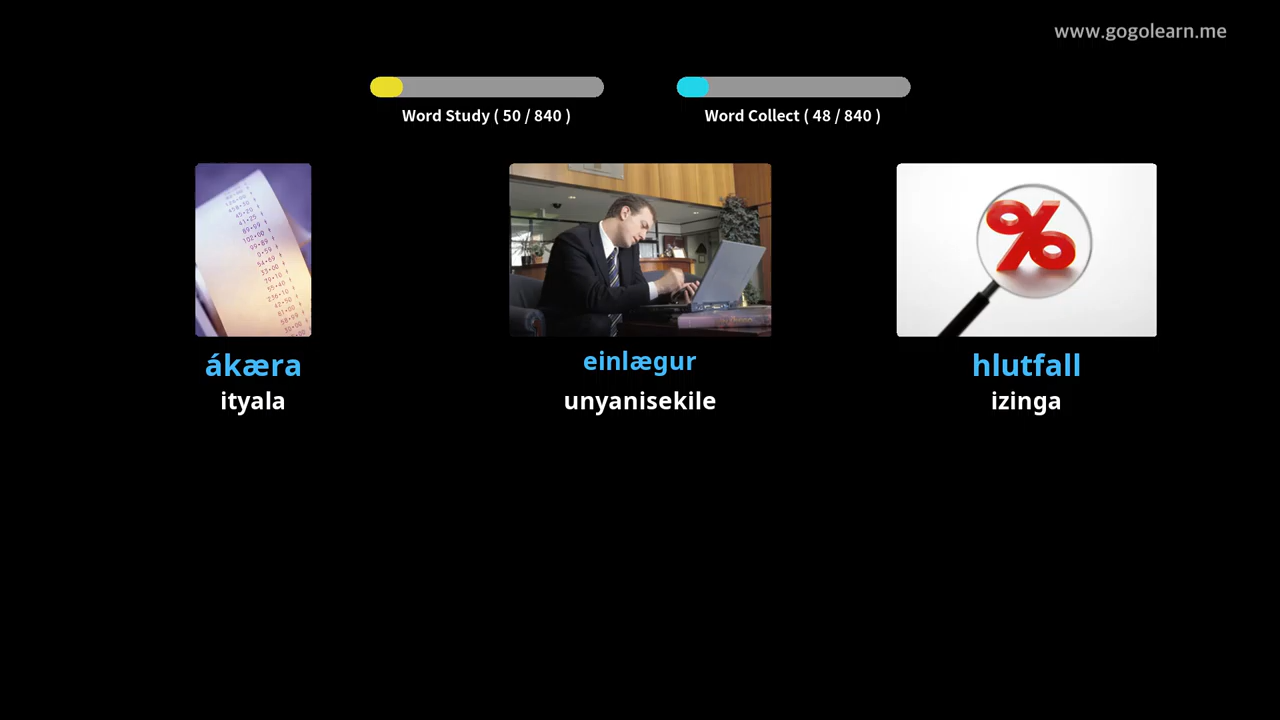 www.gogolearn.me
Word Study ( 50 / 840 )
Word Collect ( 48 / 840 )
%
ákæra
einlægur
hlutfall
ityala
unyanisekile
izinga